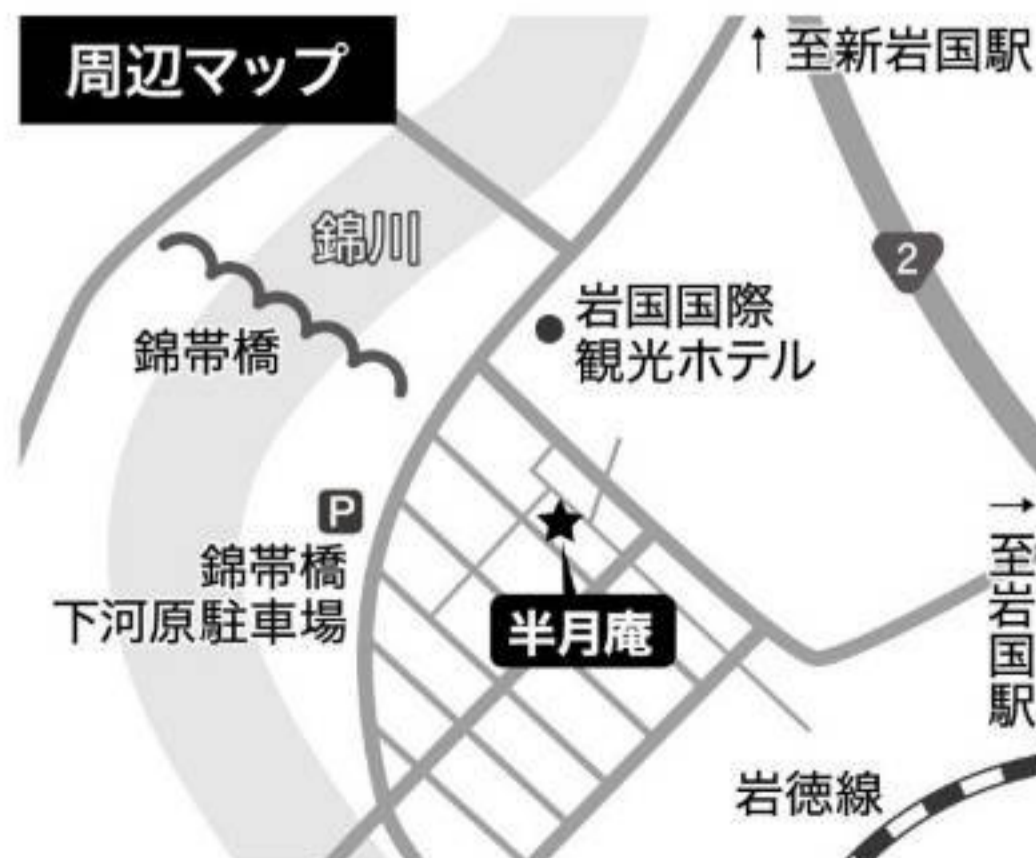 周辺マップ
↑至新岩国駅
錦川
2
岩国国際
観光ホテル
錦帯橋
P
錦帯橋
下河原駐車場
半月庵
→至岩国駅
岩徳線